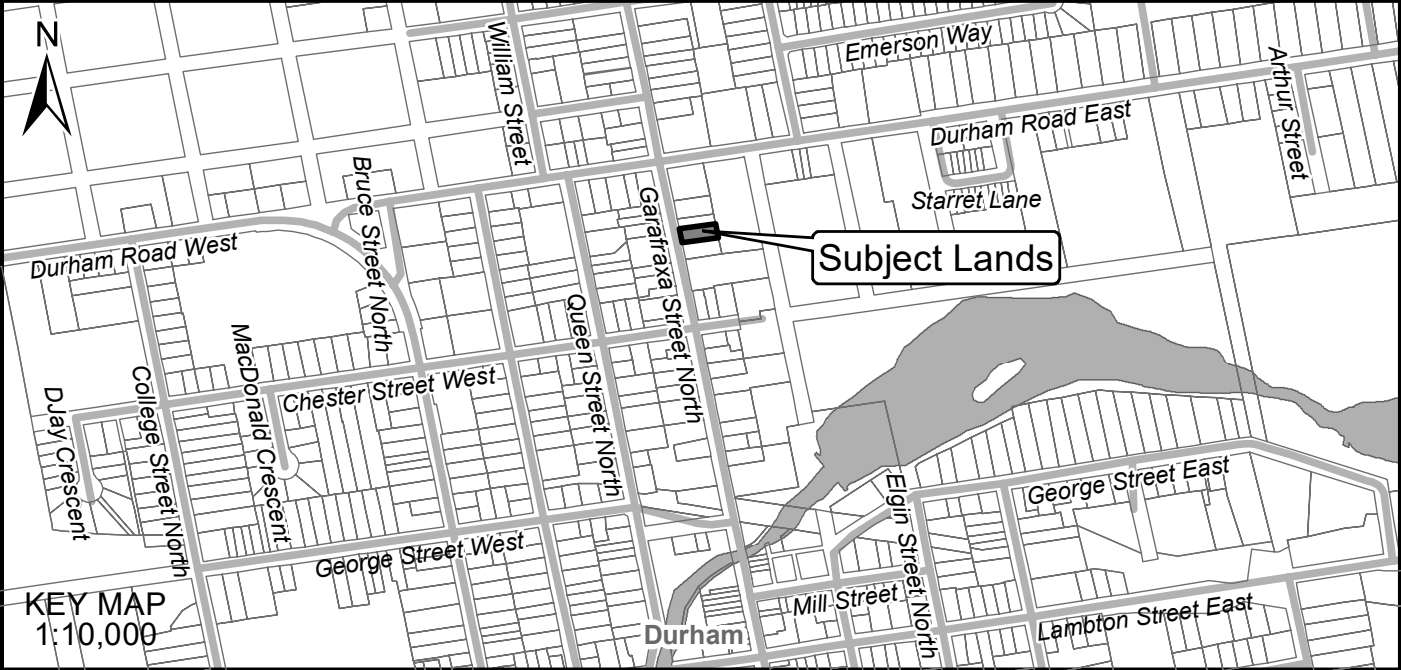 N
William Street
Emerson Way
Arthur Street
Durham Road East
Bruce Street North
Starret Lane
Garafraxa Street North
Durham Road West
Subject Lands
Queen Street North
MacDonald Crescent
College Street North
Chester Street West
DJay Crescent
George Street East
Elgin Street North
George Street West
KEY MAP
1:10,000
Mill Street
Lambton Street East
Durham